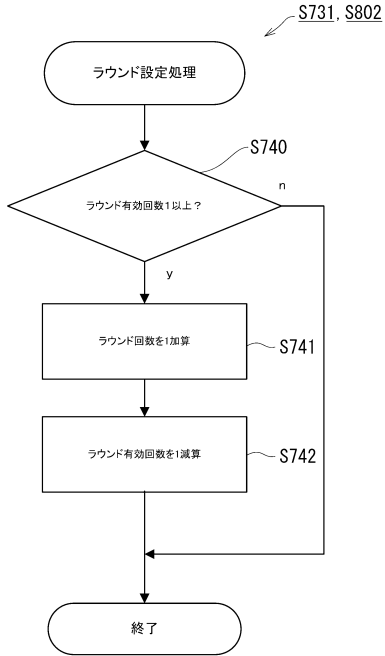 S731, S802
ラウンド設定処理
S740
ラウンド有効回数1以上？
n
y
ラウンド回数を1加算
S741
ラウンド有効回数を1減算
S742
終了